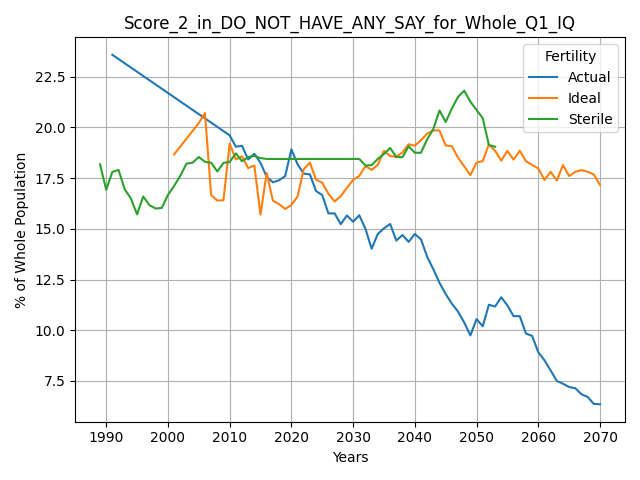 Score_2_in_DO_NOT_HAVE_ANY_SAY_for_Whole_Q1_IQ
Fertility
Actual
Ideal
Sterile
% of Whole Population
22.5
20.0
17.5
15.0
12.5
10.0
7.5
1990 2000 2010 2020 2030 2040 2050 2060 2070
Years